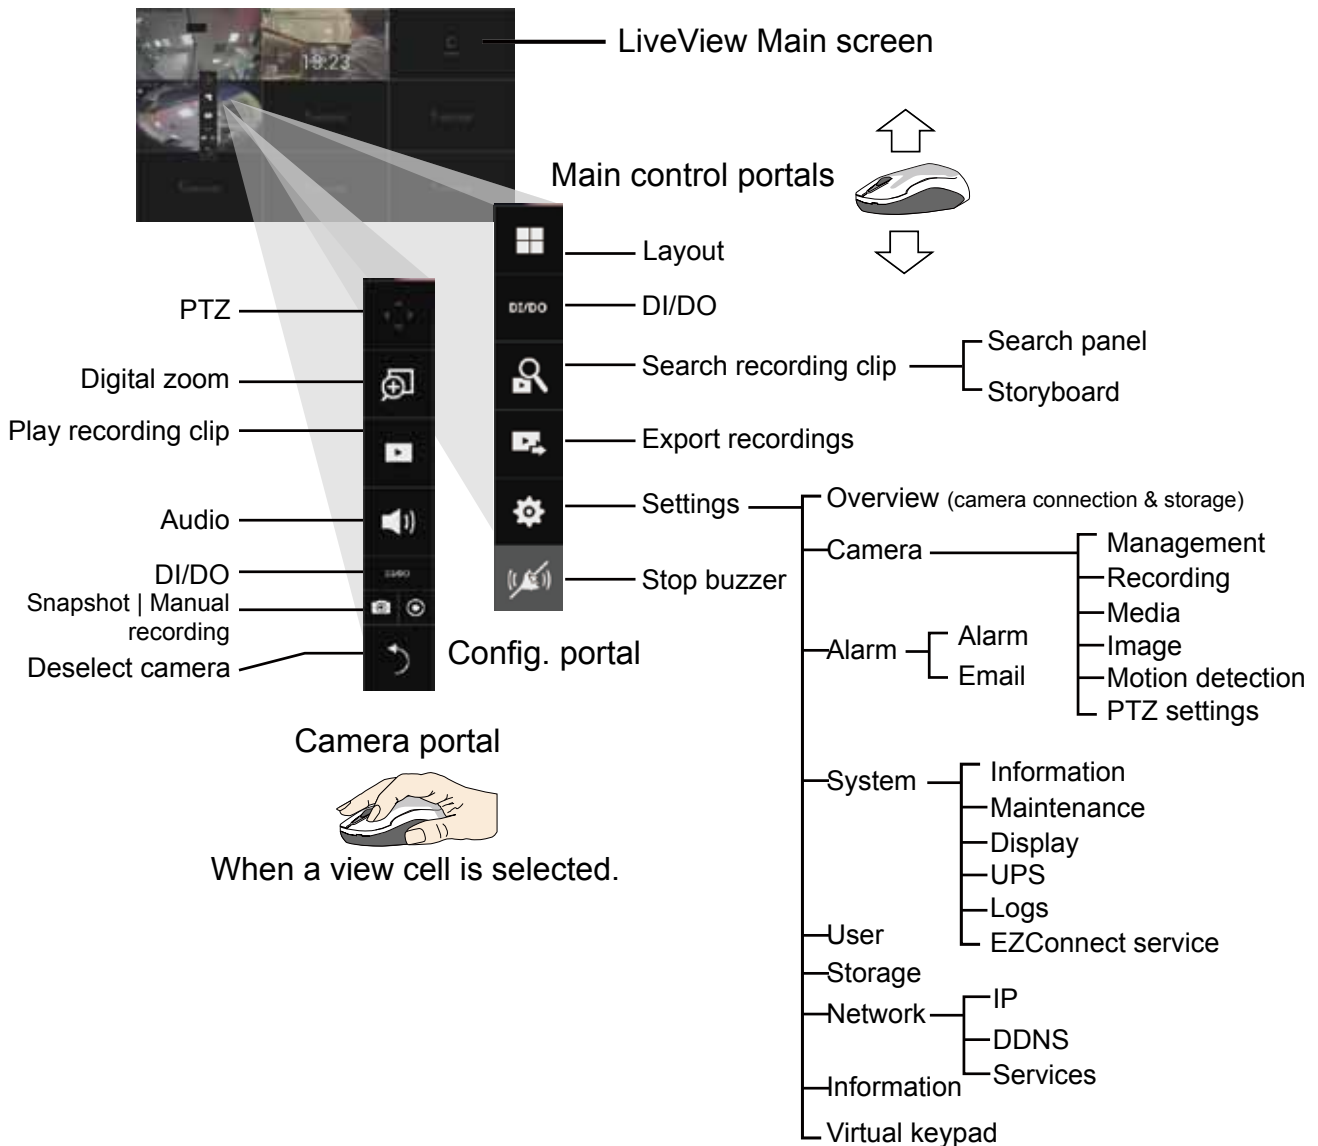 LiveView Main screen
19:23
Main control portals
Layout
DI/DO
DI/DO
Search recording clip
Search panel
Storyboard
Export recordings
Settings
Stop buzzer
Config. portal
PTZ
Digital zoom
Play recording clip
Audio
DI/DO
DI/DO
Snapshot | Manual
recording
Deselect camera
Camera portal
When a view cell is selected.
Overview (camera connection & storage)
Camera
Management
Recording
Media
Image
Motion detection
PTZ settings
Alarm
Alarm
Email
System
Information
Maintenance
Display
UPS
Logs
EZConnect service
User
Storage
Network
IP
DDNS
Services
Information
Virtual keypad